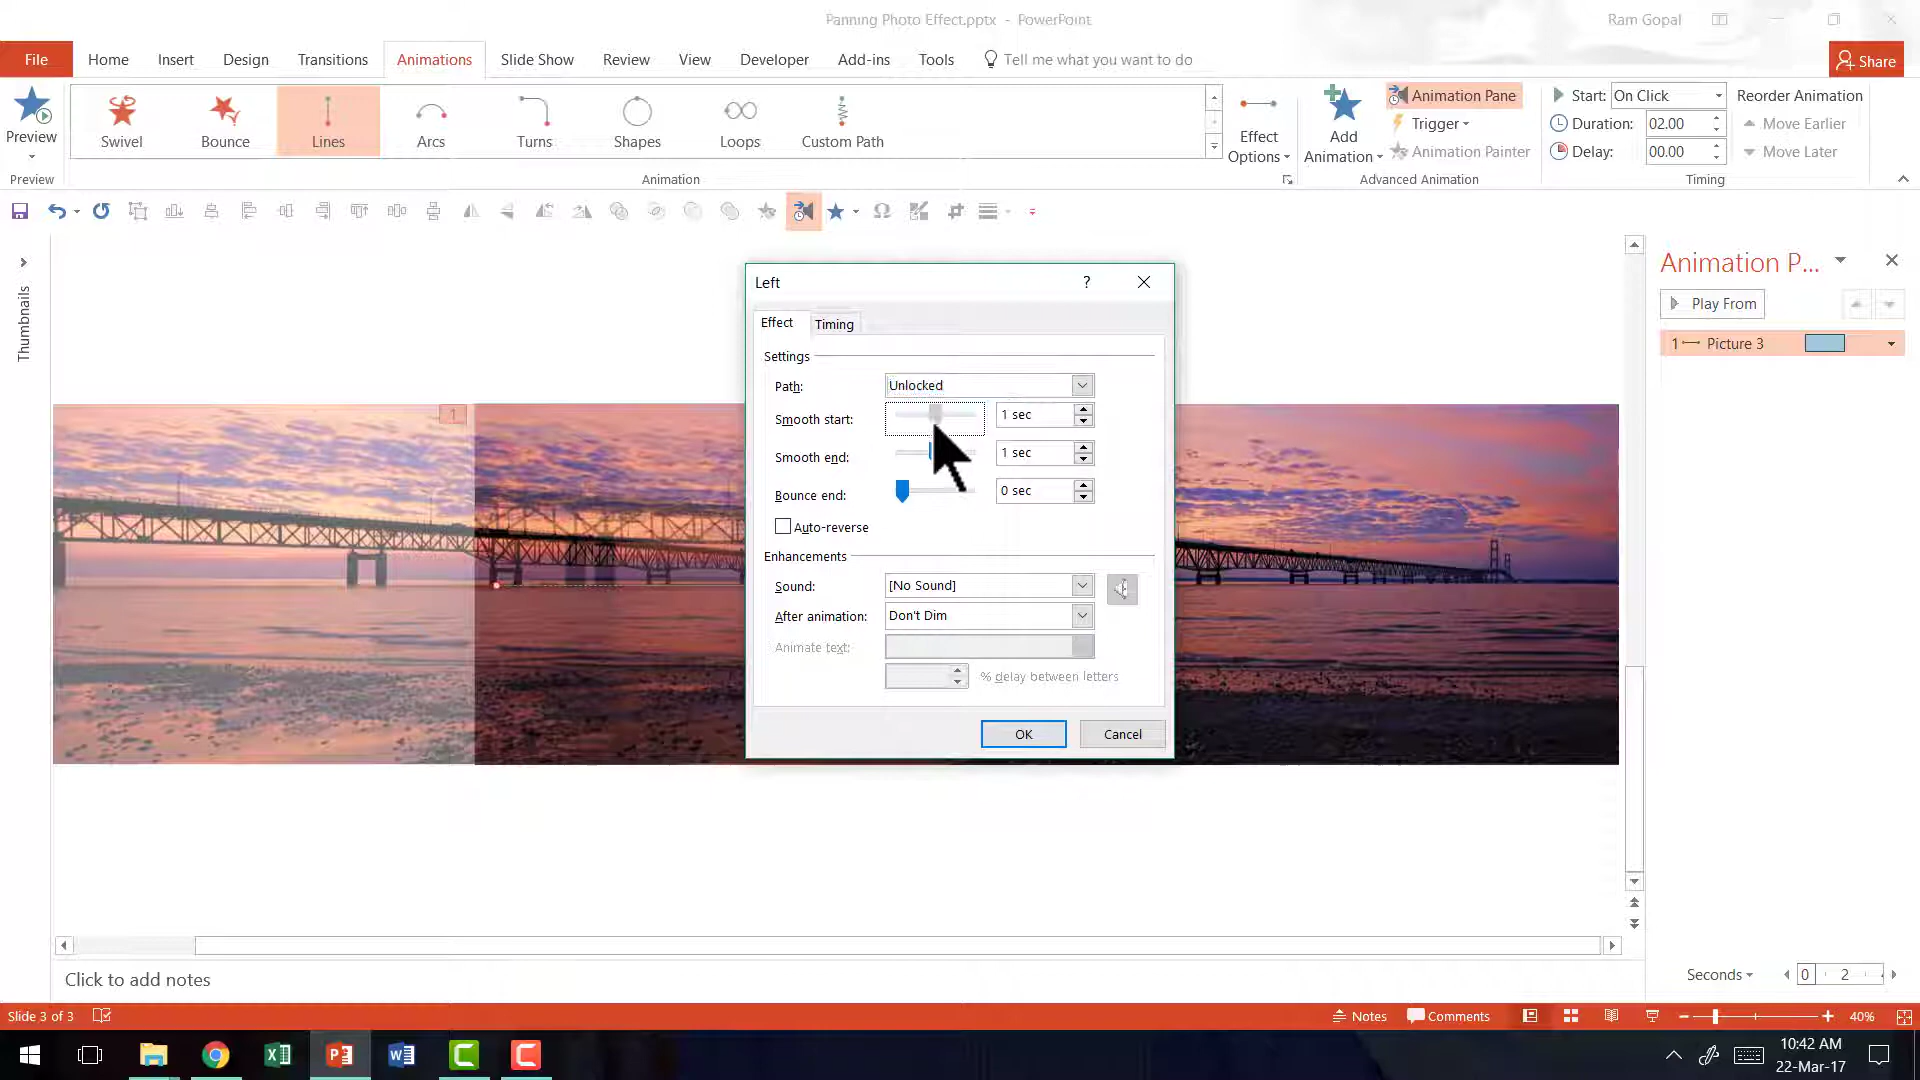 Panning Photo Effect.pptx - PowerPoint
Ram Gopal
File Home Insert Design Transitions Animations Slide Show Review View Developer Add-ins Tools Tell me what you want to do
Share
Preview
Swivel Bounce Lines Arcs Turns Shapes Loops Custom Path
Effect Options
Add Animation
Animation Pane
Trigger
Animation Painter
Start: On Click
Duration: 02.00
Delay: 00.00
Reorder Animation
Move Earlier
Move Later
Preview Animation Advanced Animation Timing
Thumbnails
1
Left ?
Effect Timing
Settings
Path: Unlocked
Smooth start: 1 sec
Smooth end: 1 sec
Bounce end: 0 sec
Auto-reverse
Enhancements
Sound: [No Sound]
After animation: Don't Dim
Animate text:
% delay between letters
OK Cancel
Animation P...
Play From
1 Picture 3
Seconds 0 2
Click to add notes
Slide 3 of 3
Notes Comments 40%
10:42 AM
22-Mar-17